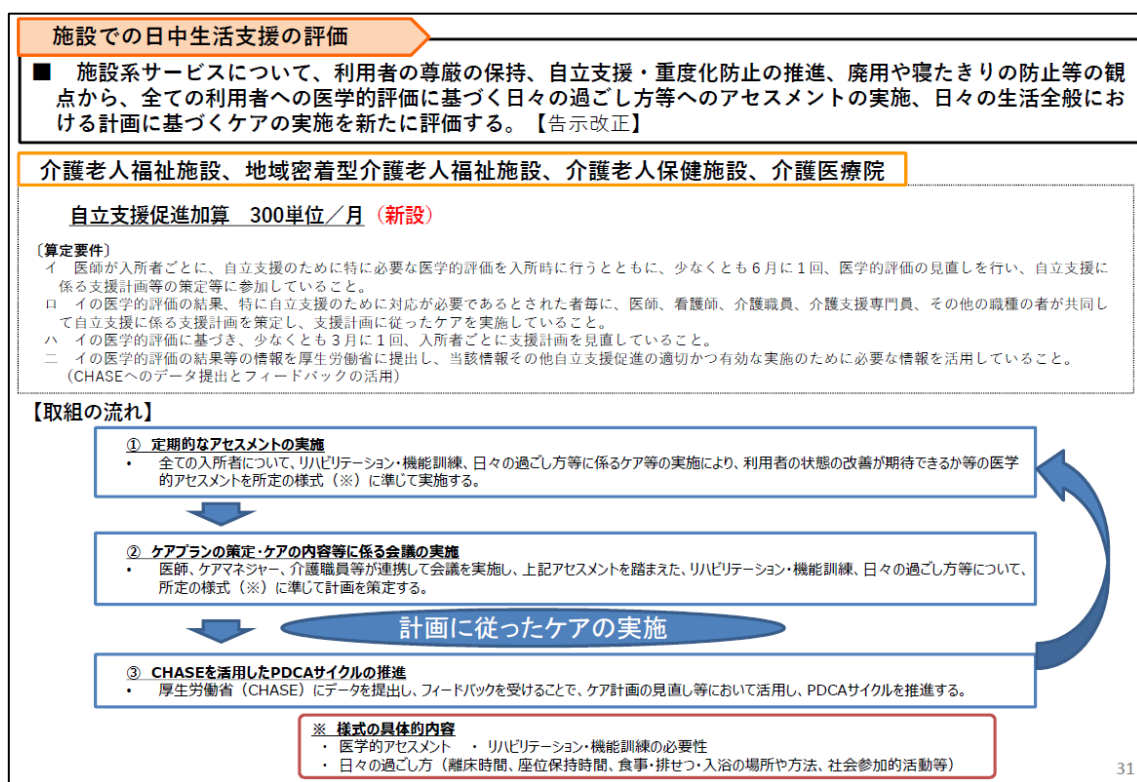 施設での日中生活支援の評価
■ 施設系サービスについて、利用者の尊厳の保持、自立支援・重度化防止の推進、廃用や寝たきりの防止等の観
点から、全ての利用者への医学的評価に基づく日々の過ごし方等へのアセスメントの実施、日々の生活全般にお
ける計画に基づくケアの実施を新たに評価する。【告示改正】
介護老人福祉施設、地域密着型介護老人福祉施設、介護老人保健施設、介護医療院
自立支援促進加算 300単位／月（新設）
〔算定要件〕
イ 医師が入所者ごとに、自立支援のために特に必要な医学的評価を入所時に行うとともに、少なくとも６月に１回、医学的評価の見直しを行い、自立支援に
係る支援計画等の策定等に参加していること。
ロ イの医学的評価の結果、特に自立支援のために対応が必要であるとされた者毎に、医師、看護師、介護職員、介護支援専門員、その他の職種の者が共同し
て自立支援に係る支援計画を策定し、支援計画に従ったケアを実施していること。
ハ イの医学的評価に基づき、少なくとも３月に１回、入所者ごとに支援計画を見直していること。
ニ イの医学的評価の結果等の情報を厚生労働省に提出し、当該情報その他自立支援促進の適切かつ有効な実施のために必要な情報を活用していること。
（CHASEへのデータ提出とフィードバックの活用）
【取組の流れ】
① 定期的なアセスメントの実施
・ 全ての入所者について、リハビリテーション・機能訓練、日々の過ごし方等に係るケア等の実施により、利用者の状態の改善が期待できるか等の医学
的アセスメントを所定の様式（※）に準じて実施する。
② ケアプランの策定・ケアの内容等に係る会議の実施
・ 医師、ケアマネジャー、介護職員等が連携して会議を実施し、上記アセスメントを踏まえた、リハビリテーション・機能訓練、日々の過ごし方等について、
所定の様式（※）に準じて計画を策定する。
計画に従ったケアの実施
③ CHASEを活用したPDCAサイクルの推進
・ 厚生労働省（CHASE）にデータを提出し、フィードバックを受けることで、ケア計画の見直し等において活用し、PDCAサイクルを推進する。
※ 様式の具体的内容
・ 医学的アセスメント ・ リハビリテーション・機能訓練の必要性
・ 日々の過ごし方（離床時間、座位保持時間、食事・排せつ・入浴の場所や方法、社会参加的活動等）
31